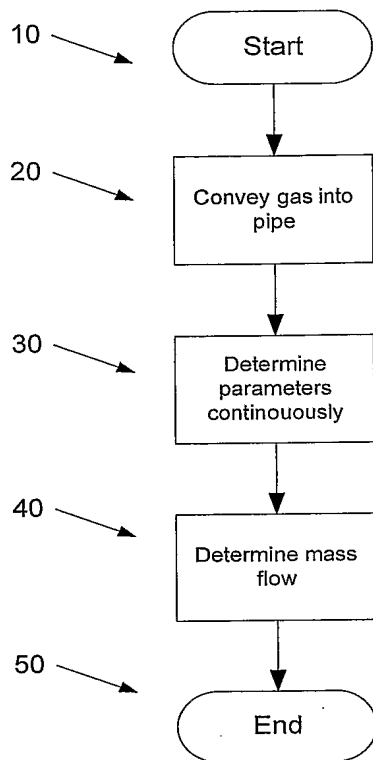 10
Start
20
Convey gas into
pipe
30
Determine
parameters
continouously
40
Determine mass
flow
50
End